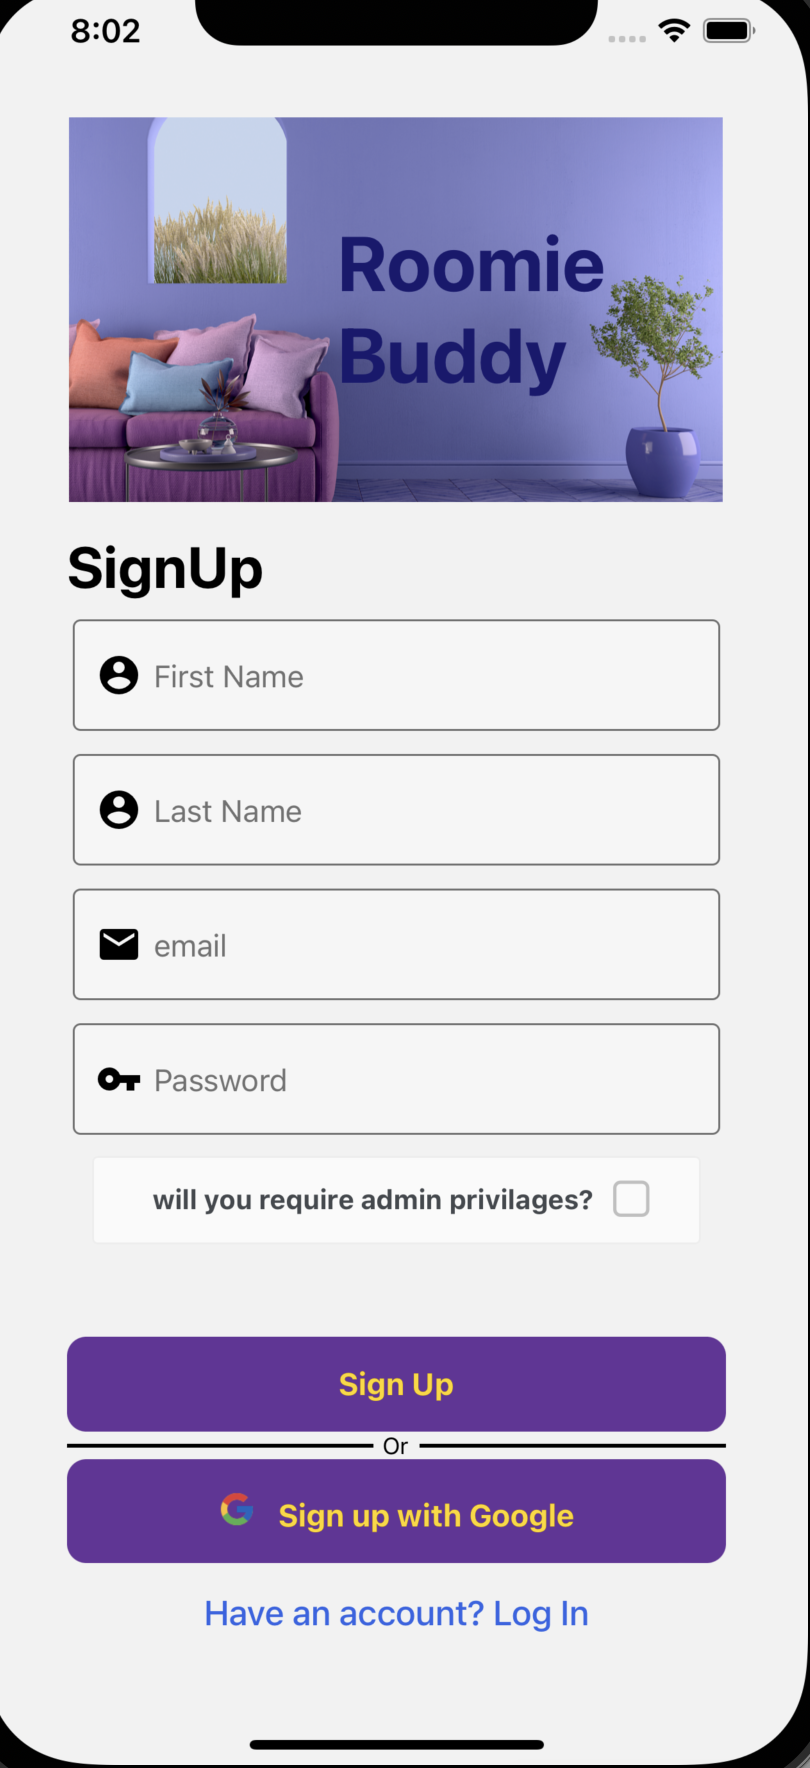 8:02
Roomie
Buddy
SignUp
First Name
Last Name
email
Password
will you require admin privilages?
Sign Up
Or
Sign up with Google
Have an account? Log In